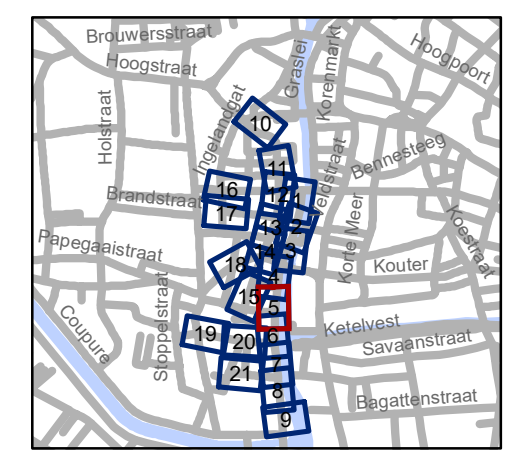 Brouwersstraat
Hoogstraat
Graslei
Korenmarkt
Hoogpoort
Holstraat
Ingelandgat
10
Bennesteeg
Veldstraat
11
16
12
1
Brandstraat
17
13
2
Korte Meer
Koestraat
Papegaaistraat
18
14
3
Kouter
4
15
5
Coupure
Stoppelstraat
19
20
6
Ketelvest
Savaanstraat
21
7
8
Bagattenstraat
9